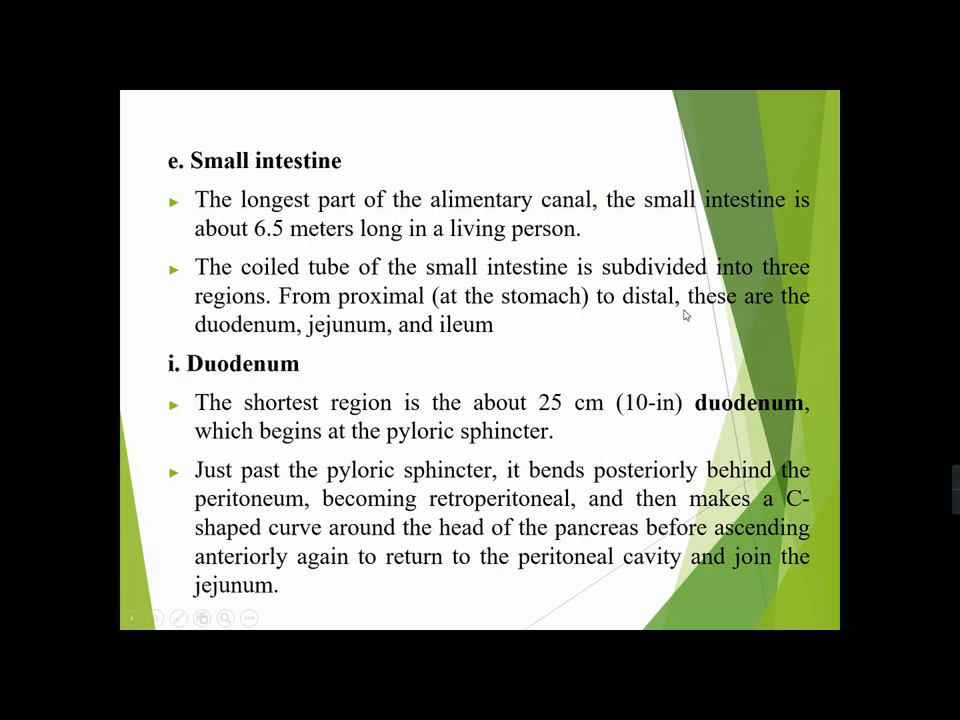 e. Small intestine
The longest part of the alimentary canal, the small intestine is
about 6.5 meters long in a living person.
The coiled tube of the small intestine is subdivided into three
regions. From proximal (at the stomach) to distal, these are the
duodenum, jejunum, and ileum
i. Duodenum
The shortest region is the about 25 cm (10-in) duodenum,
which begins at the pyloric sphincter.
Just past the pyloric sphincter, it bends posteriorly behind the
peritoneum, becoming retroperitoneal, and then makes a C-
shaped curve around the head of the pancreas before ascending
anteriorly again to return to the peritoneal cavity and join the
jejunum.